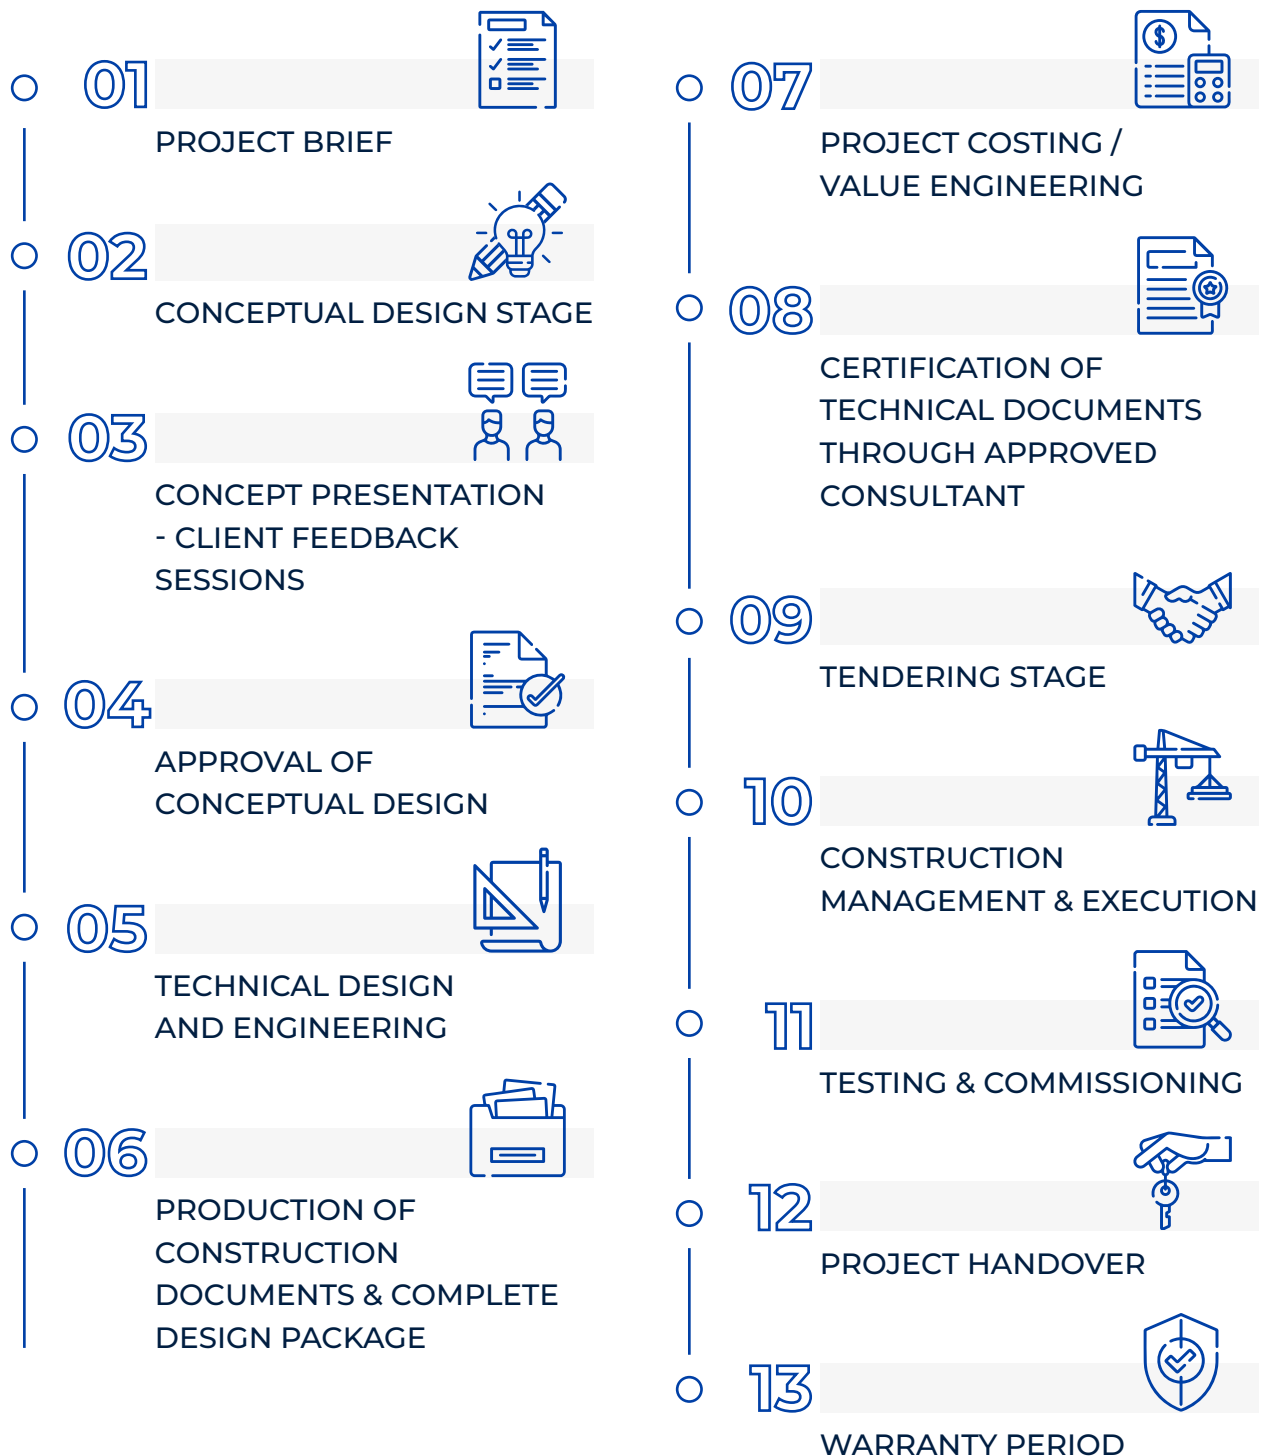 01
PROJECT BRIEF
02
CONCEPTUAL DESIGN STAGE
03
CONCEPT PRESENTATION
- CLIENT FEEDBACK
SESSIONS
04
APPROVAL OF
CONCEPTUAL DESIGN
05
TECHNICAL DESIGN
AND ENGINEERING
06
PRODUCTION OF
CONSTRUCTION
DOCUMENTS & COMPLETE
DESIGN PACKAGE
07
$
PROJECT COSTING /
VALUE ENGINEERING
08
CERTIFICATION OF
TECHNICAL DOCUMENTS
THROUGH APPROVED
CONSULTANT
09
TENDERING STAGE
10
CONSTRUCTION
MANAGEMENT & EXECUTION
11
TESTING & COMMISSIONING
12
PROJECT HANDOVER
13
WARRANTY PERIOD